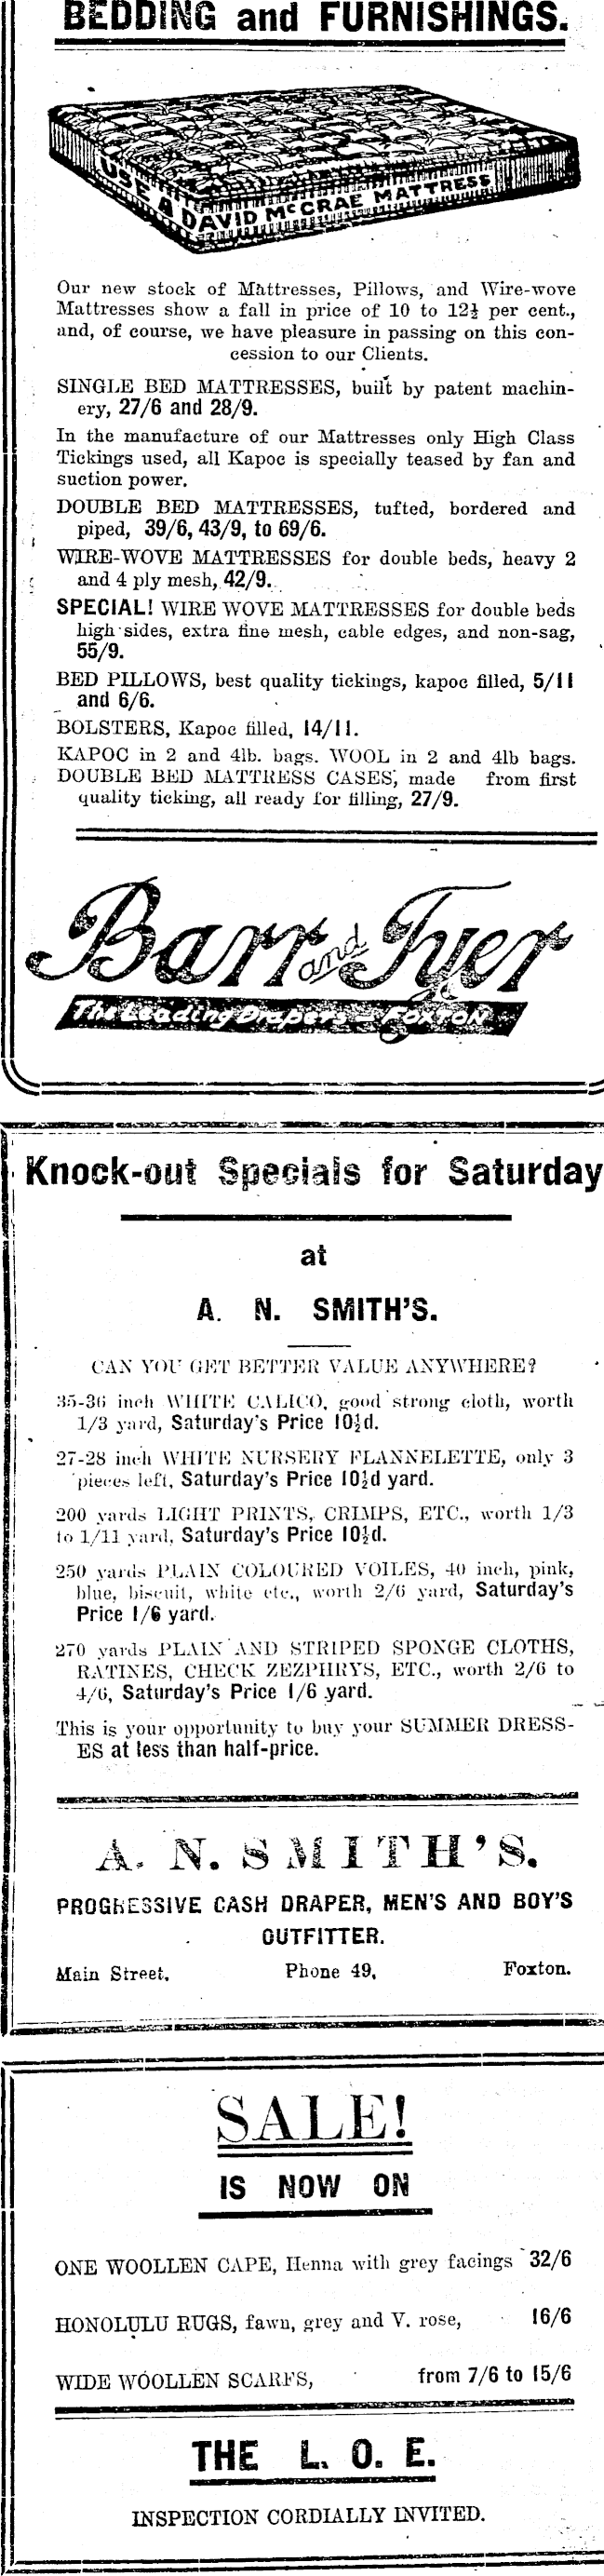 BEDDING and FURNISHINGS.
USE A DAVID McCRAE MATTRESS
Our new stock of Mattresses, Pillows, and Wire-wove
Mattresses show a fall in price of 10 to 12½ per cent.,
and, of course, we have pleasure in passing on this con-
cession to our Clients.
SINGLE BED MATTRESSES, built by patent machin-
ery, 27/6 and 28/9.
In the manufacture of our Mattresses only High Class
Tickings used, all Kapoc is specially teased by fan and
suction power.
DOUBLE BED MATTRESSES, tufted, bordered and
piped, 39/6, 43/9, to 69/6.
WIRE-WOVE MATTRESSES for double beds, heavy 2
and 4 ply mesh, 42/9.
SPECIAL! WIRE WOVE MATTRESSES for double beds
high sides, extra fine mesh, cable edges, and non-sag,
55/9.
BED PILLOWS, best quality tickings, kapoc filled, 5/11
and 6/6.
BOLSTERS, Kapoc filled, 14/11.
KAPOC in 2 and 4lb. bags. WOOL in 2 and 4lb bags.
DOUBLE BED MATTRESS CASES, made from first
quality ticking, all ready for filling, 27/9.
Barr and Tyer
The Leading Drapers - FOXTON -
Knock-out Specials for Saturday
at
A. N. SMITH'S.
CAN YOU GET BETTER VALUE ANYWHERE?
35-36 inch WHITE CALICO, good strong cloth, worth
1/3 yard, Saturday's Price 10½d.
27-28 inch WHITE NURSERY FLANNELETTE, only 3
pieces left, Saturday's Price 10½d yard.
200 yards LIGHT PRINTS, CRIMPS, ETC., worth 1/3
to 1/11 yard, Saturday's Price 10½d.
250 yards PLAIN COLOURED VOILES, 40 inch, pink,
blue, biscuit, white etc., worth 2/6 yard, Saturday's
Price 1/6 yard.
270 yards PLAIN AND STRIPED SPONGE CLOTHS,
RATINES, CHECK ZEZPHRYS, ETC., worth 2/6 to
4/6, Saturday's Price 1/6 yard.
This is your opportunity to buy your SUMMER DRESS-
ES at less than half-price.
A. N. SMITH'S.
PROGRESSIVE CASH DRAPER, MEN'S AND BOY'S
OUTFITTER.
Main Street, Phone 49, Foxton.
SALE!
IS NOW ON
ONE WOOLLEN CAPE, Henna with grey facings 32/6
HONOLULU RUGS, fawn, grey and V. rose, 16/6
WIDE WOOLLEN SCARFS, from 7/6 to 15/6
THE L. O. E.
INSPECTION CORDIALLY INVITED.